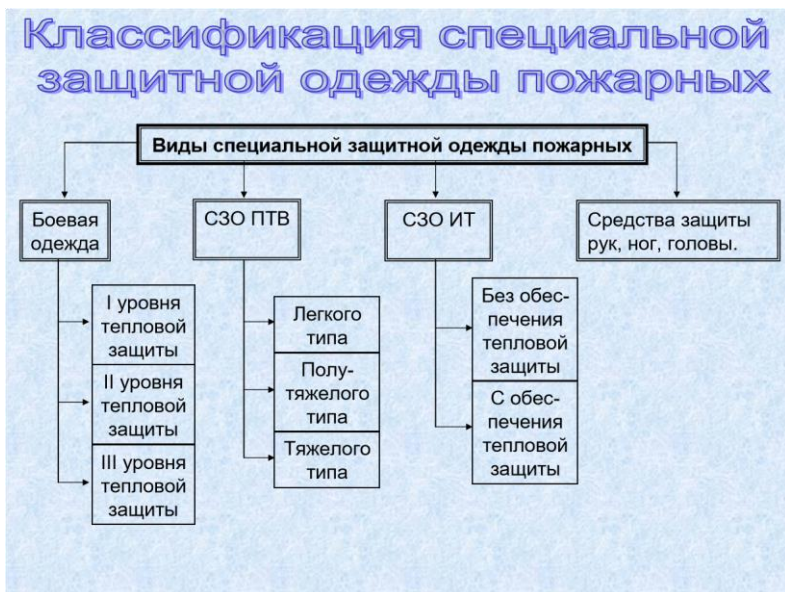 Классификация специальной
защитной одежды пожарных
Виды специальной защитной одежды пожарных
Боевая
одежда
СЗО ПТВ
СЗО ИТ
Средства защиты
рук, ног, головы.
I уровня
тепловой
защиты
II уровня
тепловой
защиты
III уровня
тепловой
защиты
Легкого
типа
Полу-
тяжелого
типа
Тяжелого
типа
Без обес-
печения
тепловой
защиты
С обес-
печения
тепловой
защиты